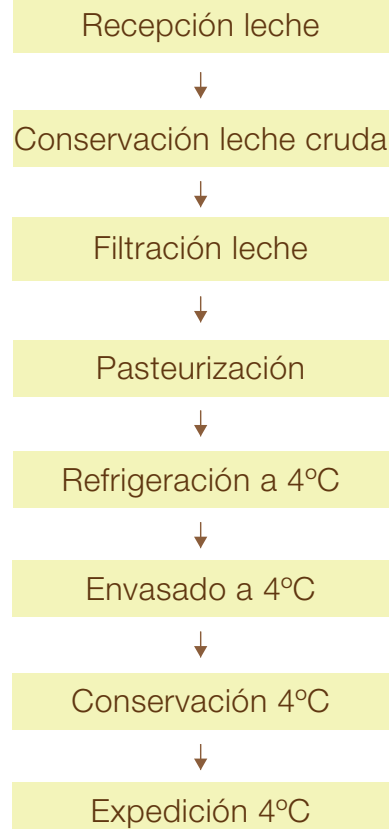 Recepción leche
Conservación leche cruda
Filtración leche
Pasteurización
Refrigeración a 4ºC
Envasado a 4ºC
Conservación 4ºC
Expedición 4ºC